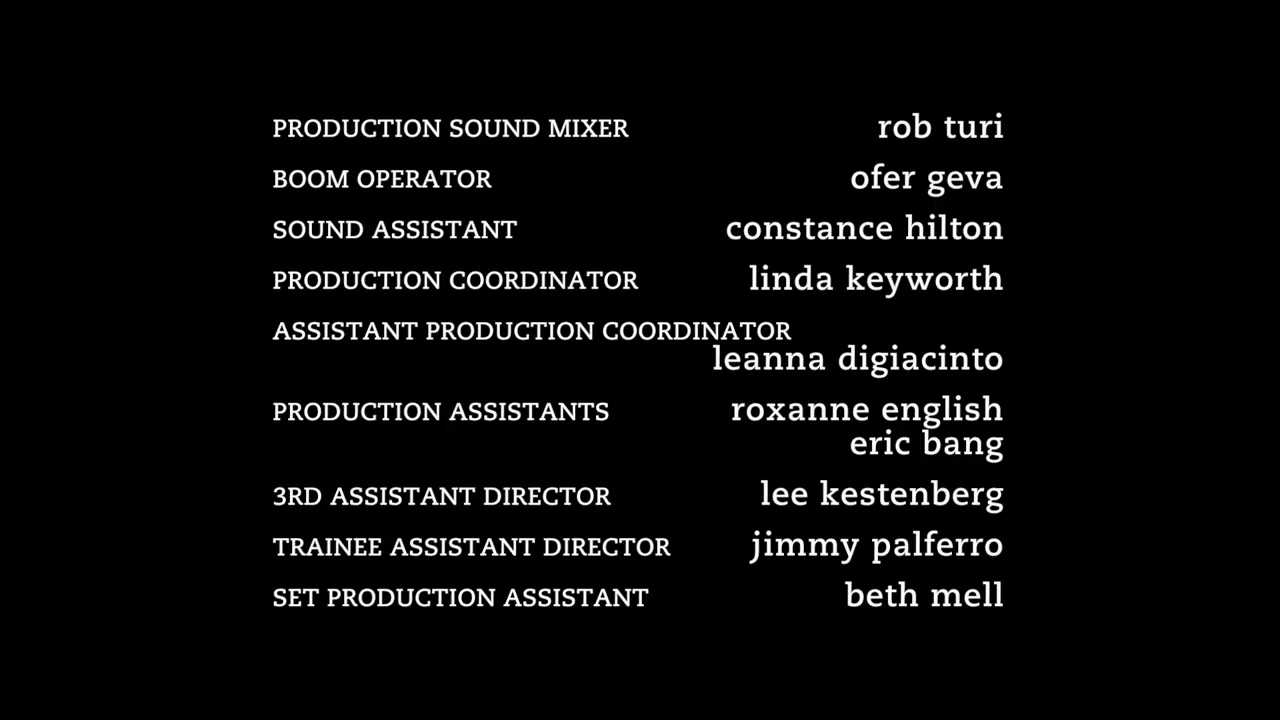 PRODUCTION SOUND MIXER rob turi
BOOM OPERATOR ofer geva
SOUND ASSISTANT constance hilton
PRODUCTION COORDINATOR linda keyworth
ASSISTANT PRODUCTION COORDINATOR
leanna digiacinto
PRODUCTION ASSISTANTS roxanne english
eric bang
3RD ASSISTANT DIRECTOR lee kestenberg
TRAINEE ASSISTANT DIRECTOR jimmy palferro
SET PRODUCTION ASSISTANT beth mell